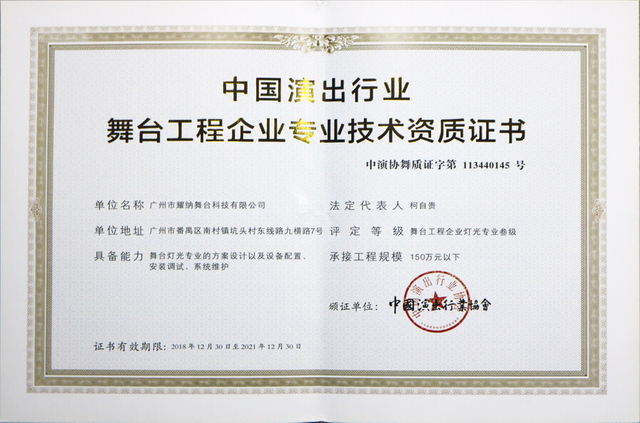 中国演出行业
舞台工程企业专业技术资质证书
中演协舞质证字第 113440145 号
单位名称 广州市耀纳舞台科技有限公司
法定代表人 柯自贵
单位地址 广州市番禺区南村镇坑头村东线路九横路7号
评定等级 舞台工程企业灯光专业叁级
具备能力 舞台灯光专业的方案设计以及设备配置、
安装调试、系统维护
承接工程规模 150万元以下
颁证单位：中國演出行業協會
中国演出行业协会
证书有效期限：2018年12月30日至2021年12月30日